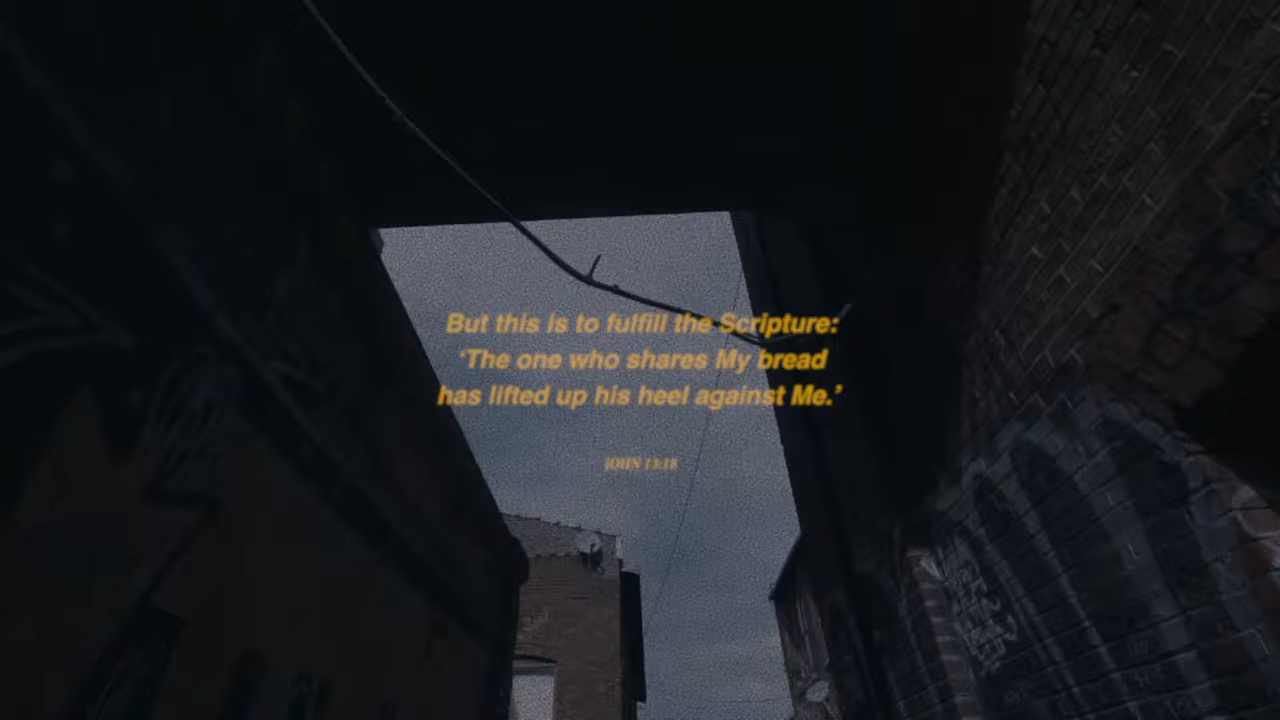 But this is to fulfill the Scripture:
‘The one who shares My bread
has lifted up his heel against Me.’
JOHN 13:18